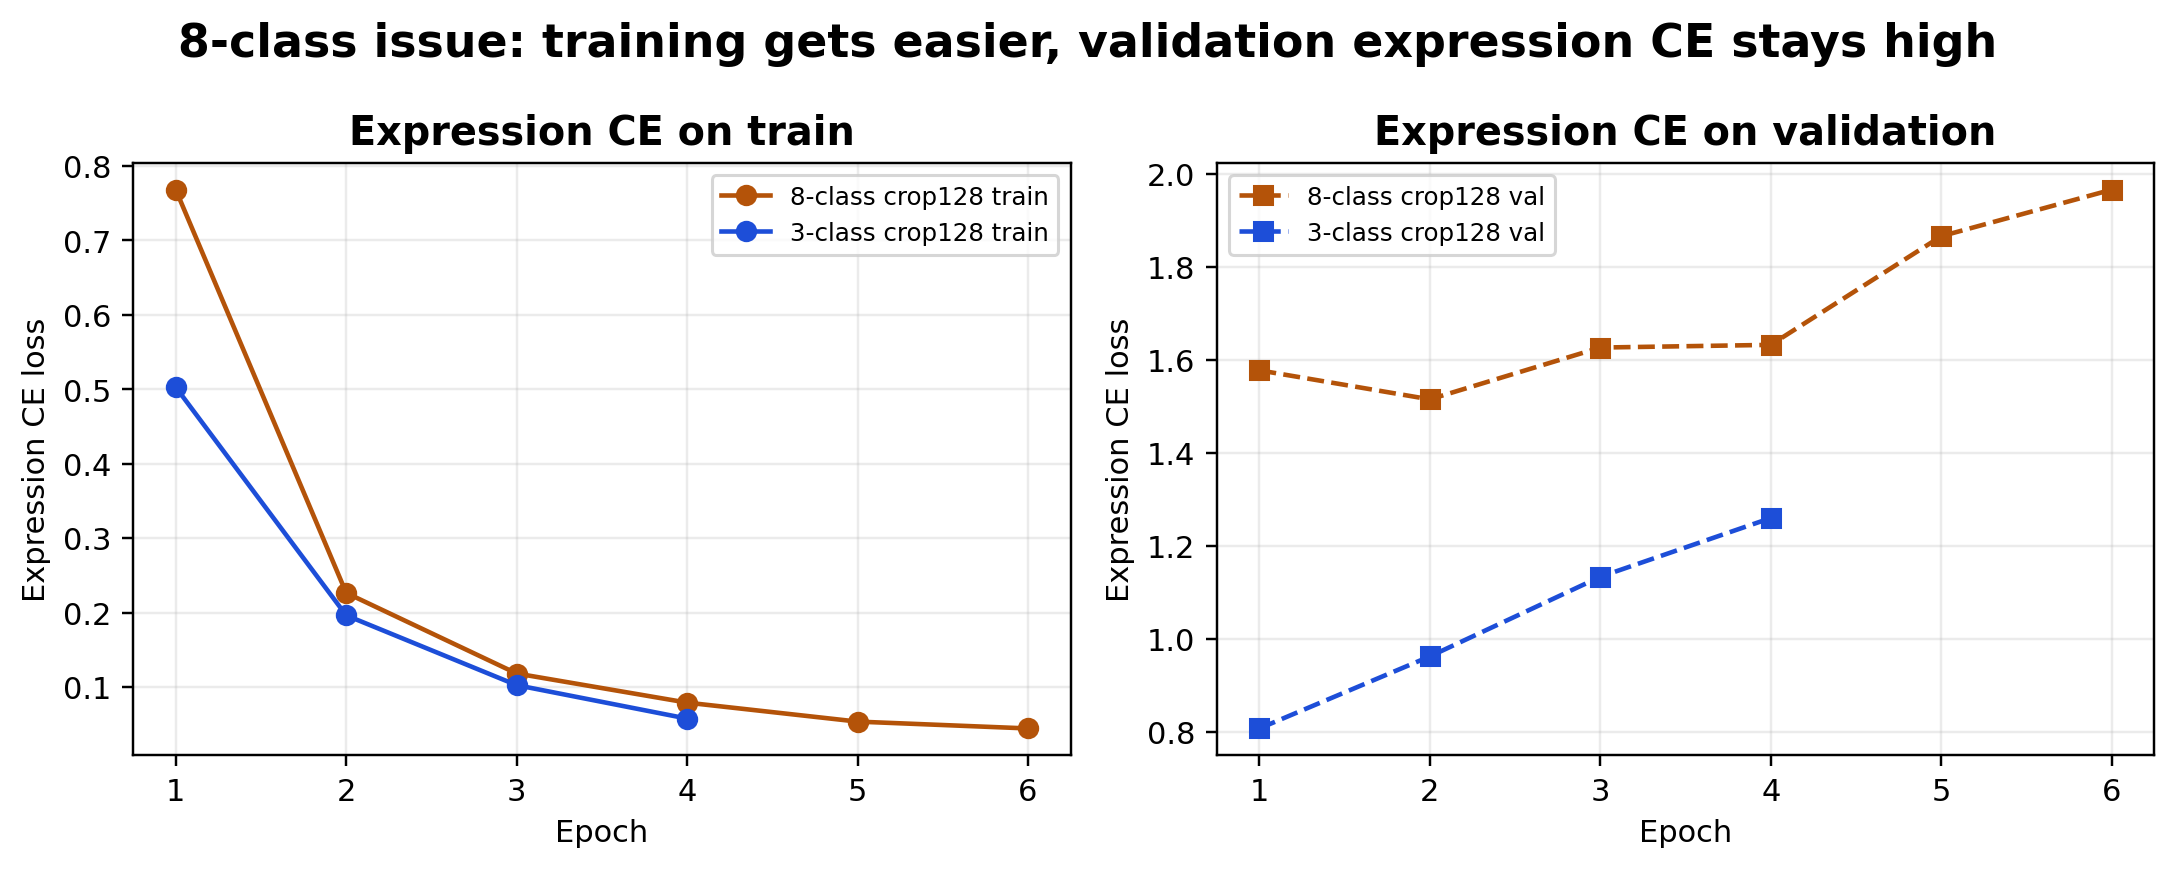 8-class issue: training gets easier, validation expression CE stays high
Expression CE on train
Expression CE loss
0.8
0.7
0.6
0.5
0.4
0.3
0.2
0.1
8-class crop128 train
3-class crop128 train
1 2 3 4 5 6
Epoch
Expression CE on validation
Expression CE loss
2.0
1.8
1.6
1.4
1.2
1.0
0.8
8-class crop128 val
3-class crop128 val
1 2 3 4 5 6
Epoch